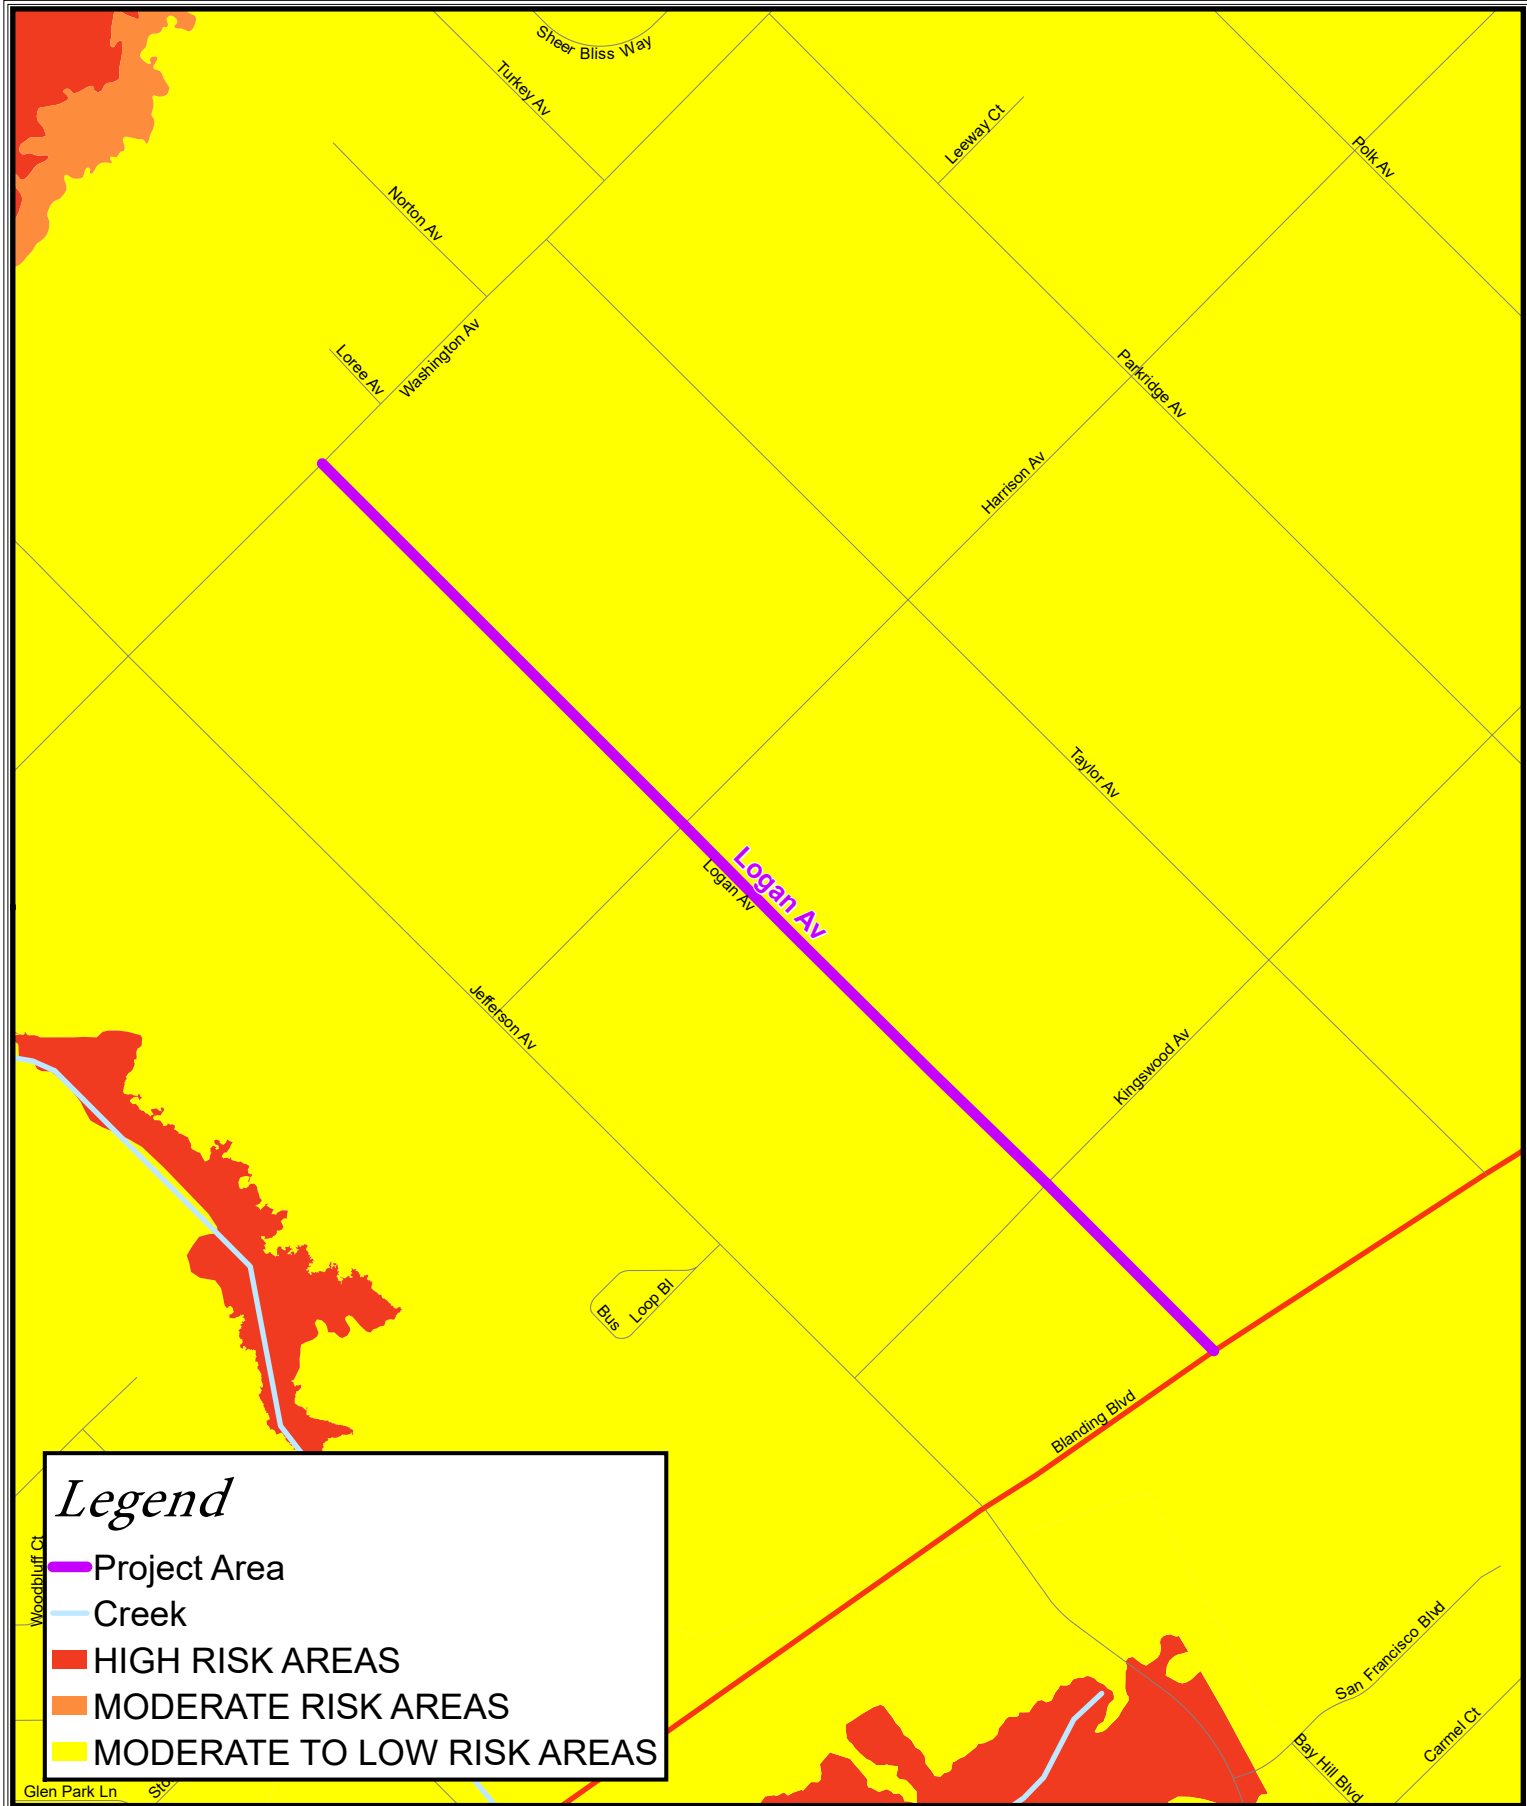 Sheer Bliss Way
Turkey Av
Leeway Ct
Polk Av
Norton Av
Washington Av
Loree Av
Parkridge Av
Harrison Av
Taylor Av
Logan Av
Logan Av
Jefferson Av
Kingswood Av
Bus Loop Bl
Blanding Blvd
Legend
Project Area
Creek
HIGH RISK AREAS
MODERATE RISK AREAS
MODERATE TO LOW RISK AREAS
Woodbluff Ct
San Francisco Blvd
Carmel Ct
Bay Hill Blvd
Glen Park Ln